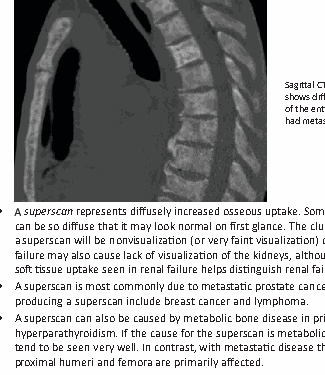 Sagittal CT
shows diff
of the ent
had metas
A superscan represents diffusely increased osseous uptake. Som
can be so diffuse that it may look normal on first glance. The clu
a superscan will be nonvisualization (or very faint visualization) o
failure may also cause lack of visualization of the kidneys, althou
soft tissue uptake seen in renal failure helps distinguish renal fai
A superscan is most commonly due to metastatic prostate cance
producing a superscan include breast cancer and lymphoma.
A superscan can also be caused by metabolic bone disease in pri
hyperparathyroidism. If the cause for the superscan is metabolic
tend to be seen very well. In contrast, with metastatic disease th
proximal humeri and femora are primarily affected.